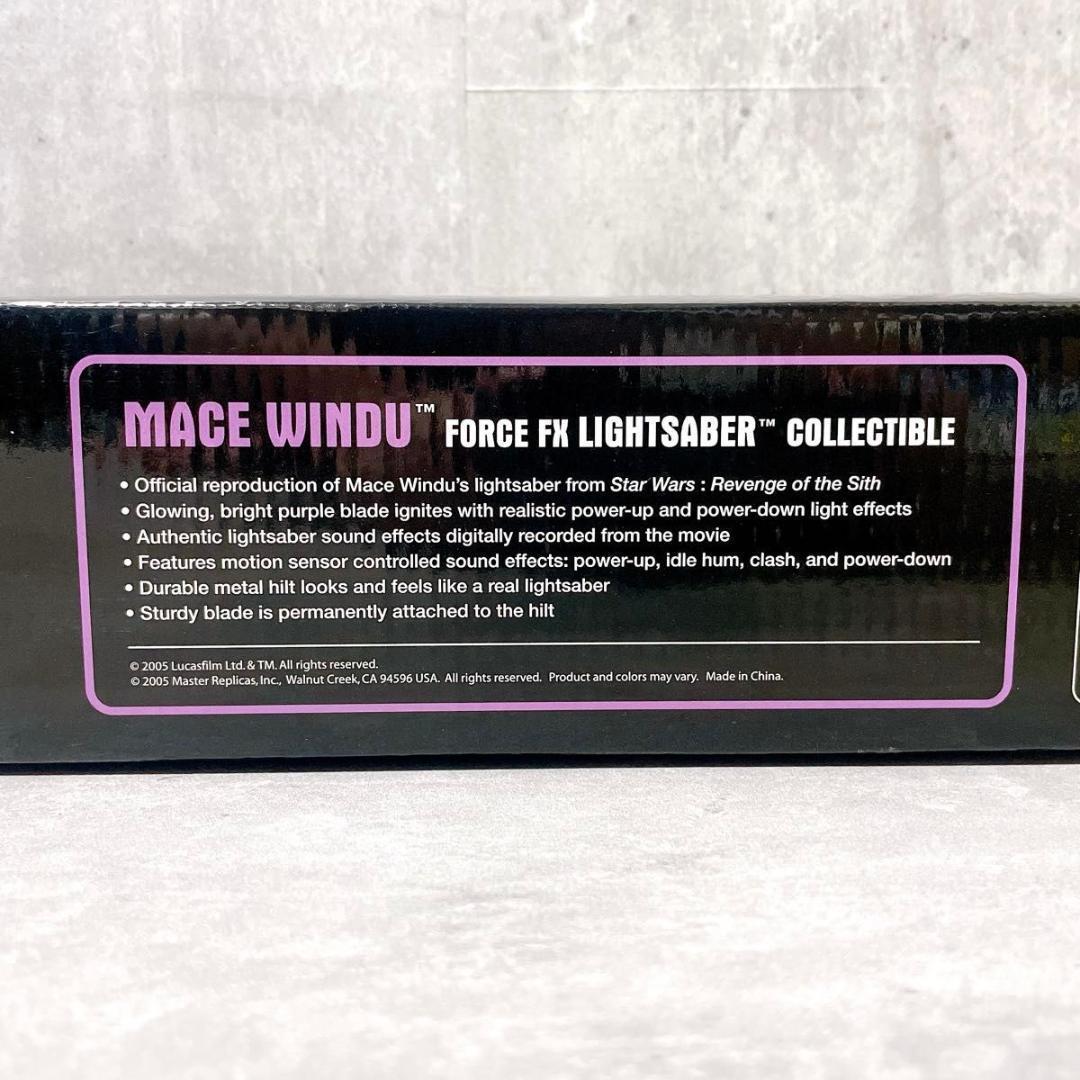 MACE WINDU™ FORCE FX LIGHTSABER™ COLLECTIBLE
• Official reproduction of Mace Windu's lightsaber from Star Wars : Revenge of the Sith
• Glowing, bright purple blade ignites with realistic power-up and power-down light effects
• Authentic lightsaber sound effects digitally recorded from the movie
• Features motion sensor controlled sound effects: power-up, idle hum, clash, and power-down
• Durable metal hilt looks and feels like a real lightsaber
• Sturdy blade is permanently attached to the hilt
© 2005 Lucasfilm Ltd. & TM. All rights reserved.
© 2005 Master Replicas, Inc., Walnut Creek, CA 94596 USA. All rights reserved. Product and colors may vary. Made in China.